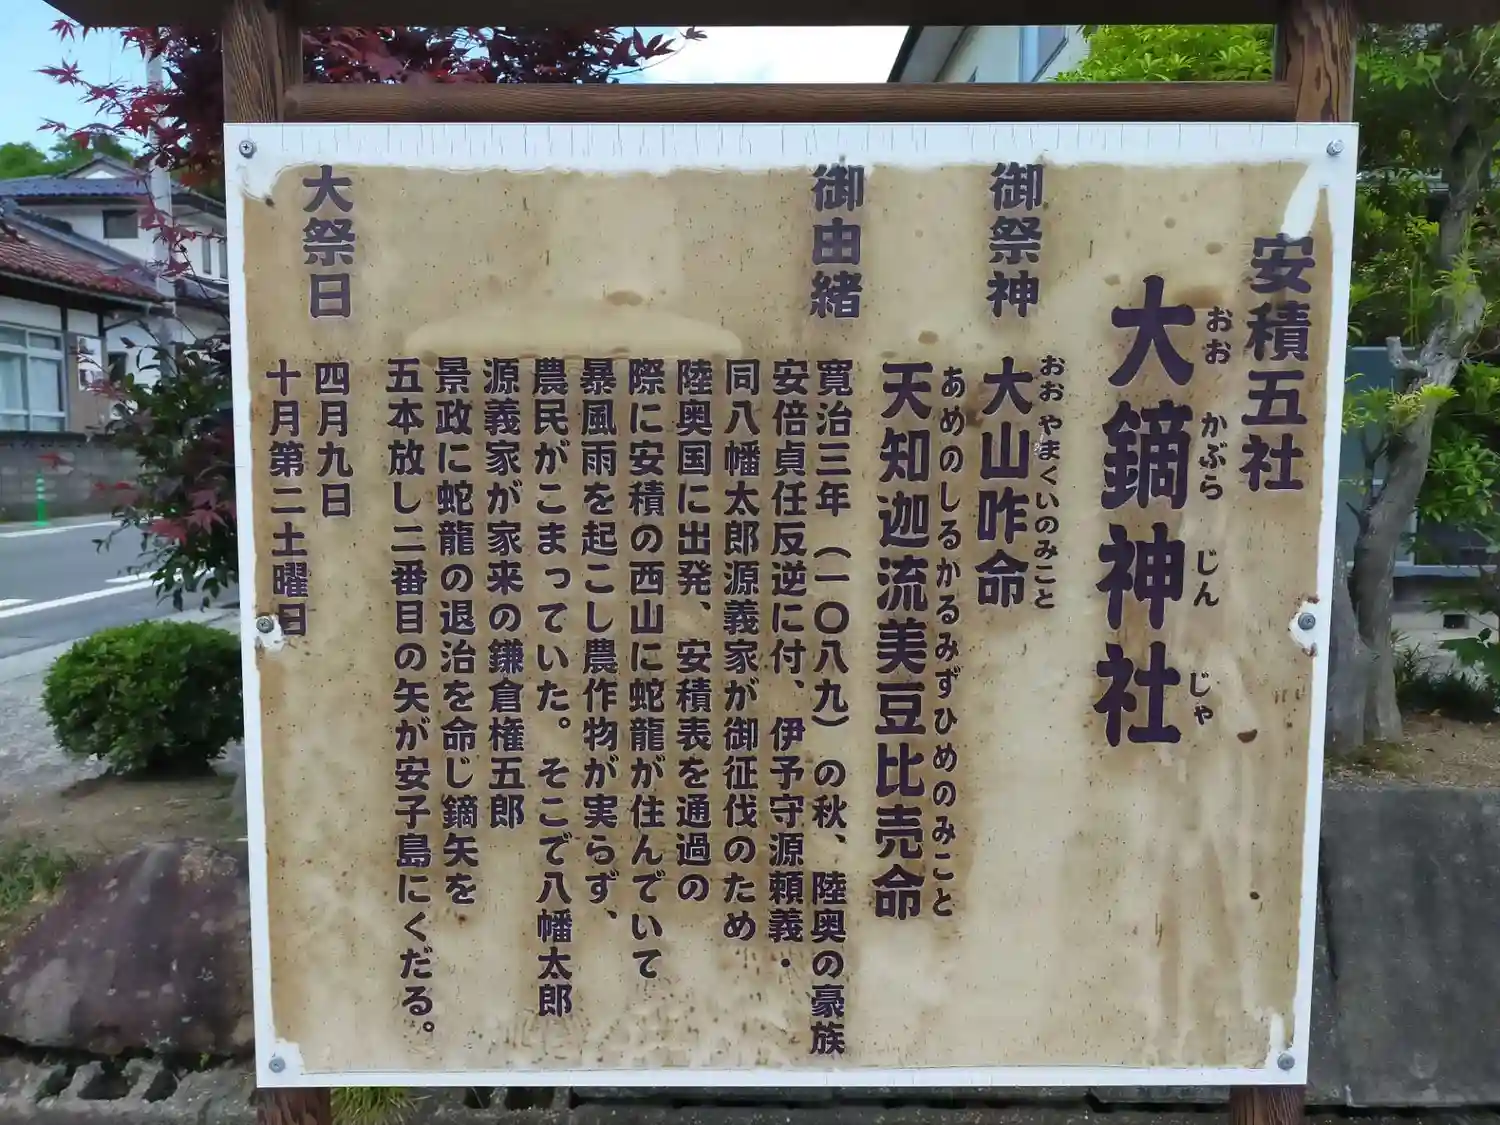 安積五社
大鏑神社
おお かぶら じん じゃ
御祭神
大山咋命
おおやまくいのみこと
天知迦流美豆比売命
あめのしるかるみずひめのみこと
御由緒
寛治三年（一〇八九）の秋、陸奥の豪族
安倍貞任反逆に付、伊予守源頼義・
同八幡太郎源義家が御征伐のため
陸奥国に出発、安積表を通過の
際に安積の西山に蛇龍が住んでいて
暴風雨を起こし農作物が実らず、
農民がこまっていた。そこで八幡太郎
源義家が家来の鎌倉権五郎
景政に蛇龍の退治を命じ鏑矢を
五本放し二番目の矢が安子島にくだる。
大祭日
四月九日
十月第二土曜日